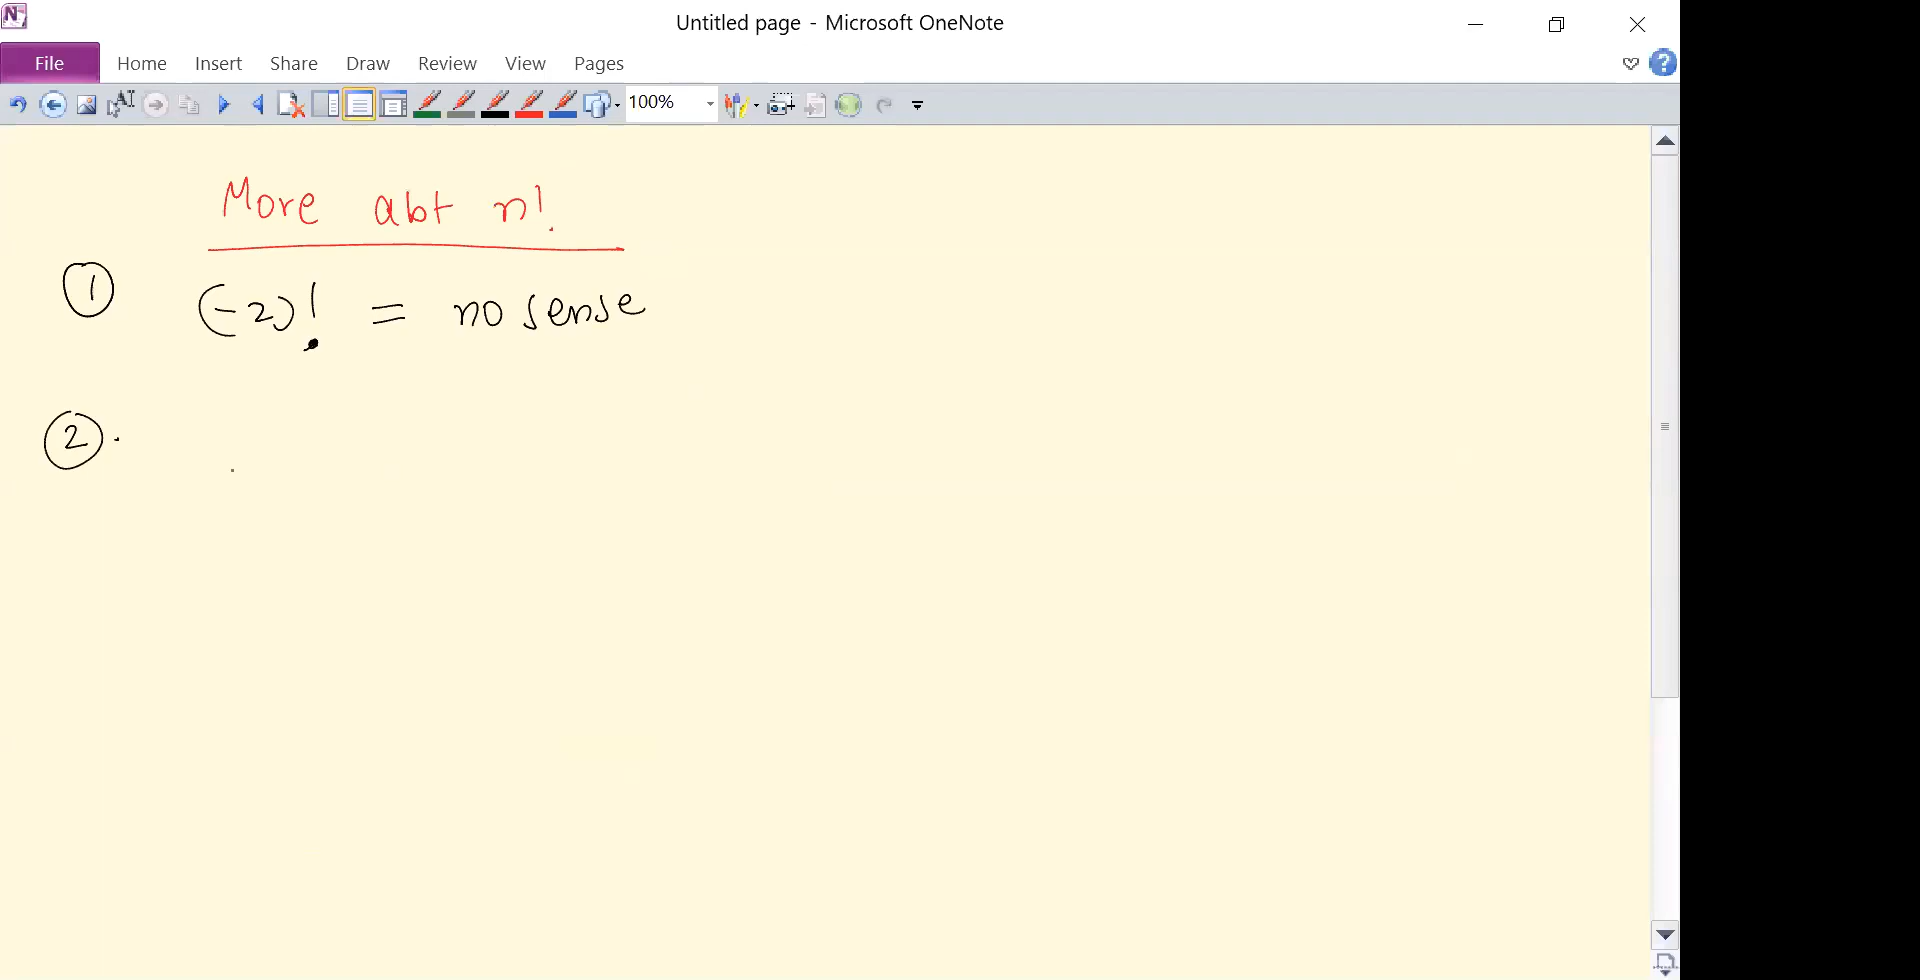 Untitled page - Microsoft OneNote
File Home Insert Share Draw Review View Pages
100%
More abt n!
① (-2)! = no sense
②.